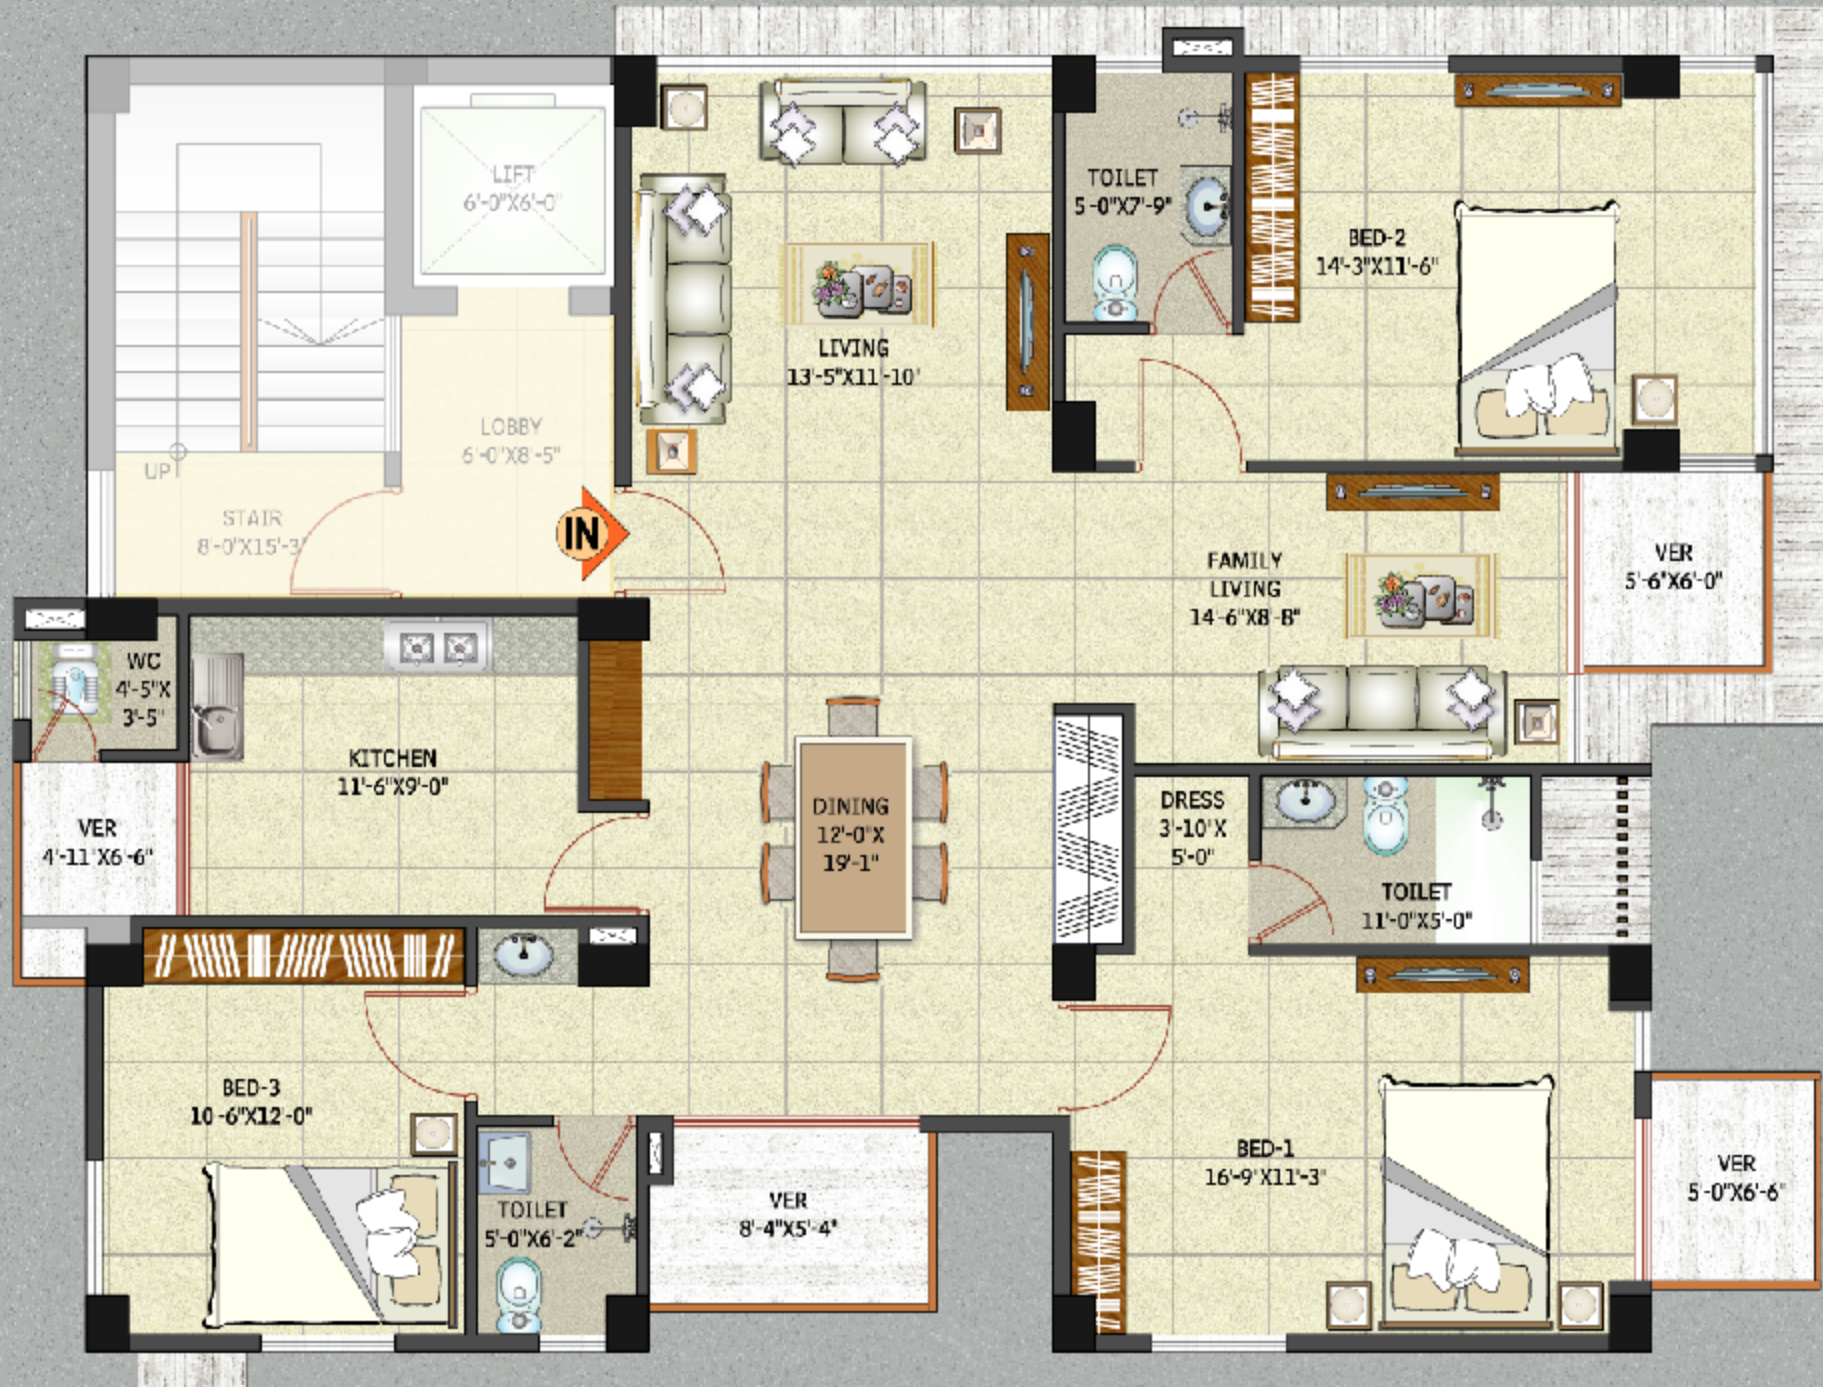 LIFT
6'-0"X6'-0"
TOILET
5'-0"X7'-9"
BED-2
14'-3"X11'-6"
LIVING
13'-5"X11'-10"
LOBBY
6'-0"X8'-5"
UP
STAIR
8'-0"X15'-3"
IN
FAMILY
LIVING
14'-6"X8'-8"
VER
5'-6"X6'-0"
WC
4'-5"X
3'-5"
KITCHEN
11'-6"X9'-0"
VER
4'-11"X6'-6"
DINING
12'-0"X
19'-1"
DRESS
3'-10"X
5'-0"
TOILET
11'-0"X5'-0"
BED-3
10'-6"X12'-0"
TOILET
5'-0"X6'-2"
VER
8'-4"X5'-4"
BED-1
16'-9"X11'-3"
VER
5'-0"X6'-6"